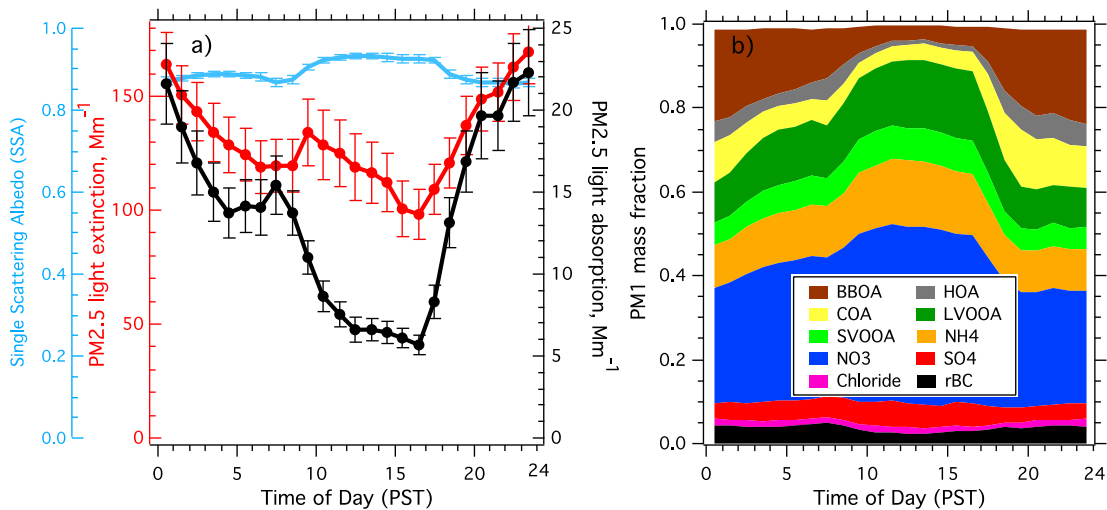 a)
Single Scattering Albedo (SSA)
1.0
0.8
0.6
0.4
0.2
0.0
PM2.5 light extinction, Mm-1
150
100
50
0
25
20
15
10
5
0
PM2.5 light absorption, Mm-1
0 5 10 15 20 24
Time of Day (PST)
b)
PM1 mass fraction
1.0
0.8
0.6
0.4
0.2
0.0
BBOA HOA
COA LVOOA
SVOOA NH4
NO3 SO4
Chloride rBC
0 5 10 15 20 24
Time of Day (PST)